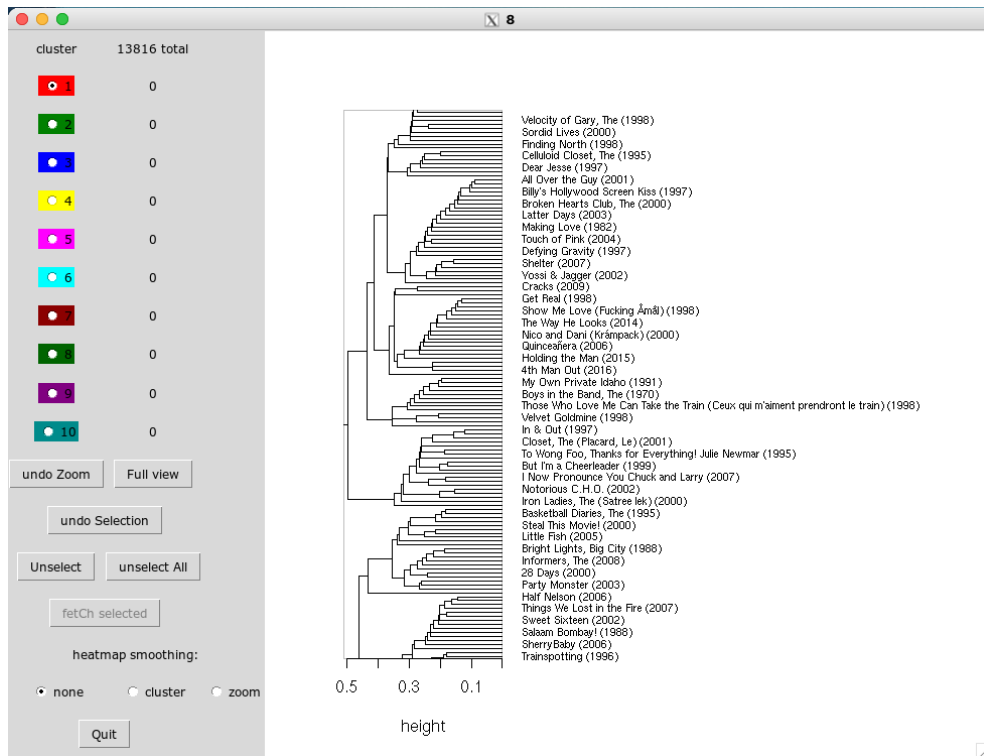 8
cluster 13816 total
1 0
2 0
3 0
4 0
5 0
6 0
7 0
8 0
9 0
10 0
undo Zoom Full view
undo Selection
Unselect unselect All
fetCh selected
heatmap smoothing:
none cluster zoom
Quit
Velocity of Gary, The (1998)
Sordid Lives (2000)
Finding North (1998)
Celluloid Closet, The (1995)
Dear Jesse (1997)
All Over the Guy (2001)
Billy's Hollywood Screen Kiss (1997)
Broken Hearts Club, The (2000)
Latter Days (2003)
Making Love (1982)
Touch of Pink (2004)
Defying Gravity (1997)
Shelter (2007)
Yossi & Jagger (2002)
Cracks (2009)
Get Real (1998)
Show Me Love (Fucking Åmål) (1998)
The Way He Looks (2014)
Nico and Dani (Krámpack) (2000)
Quinceañera (2006)
Holding the Man (2015)
4th Man Out (2016)
My Own Private Idaho (1991)
Boys in the Band, The (1970)
Those Who Love Me Can Take the Train (Ceux qui m'aiment prendront le train) (1998)
Velvet Goldmine (1998)
In & Out (1997)
Closet, The (Placard, Le) (2001)
To Wong Foo, Thanks for Everything! Julie Newmar (1995)
But I'm a Cheerleader (1999)
I Now Pronounce You Chuck and Larry (2007)
Notorious C.H.O. (2002)
Iron Ladies, The (Satree lek) (2000)
Basketball Diaries, The (1995)
Steal This Movie! (2000)
Little Fish (2005)
Bright Lights, Big City (1988)
Informers, The (2008)
28 Days (2000)
Party Monster (2003)
Half Nelson (2006)
Things We Lost in the Fire (2007)
Sweet Sixteen (2002)
Salaam Bombay! (1988)
SherryBaby (2006)
Trainspotting (1996)
0.5 0.3 0.1
height